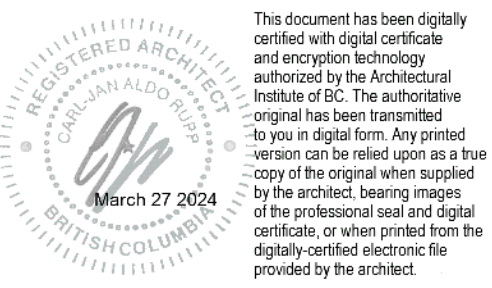 REGISTERED ARCHITECT
CARL-JAN ALDO RUPP
March 27 2024
BRITISH COLUMBIA
This document has been digitally
certified with digital certificate
and encryption technology
authorized by the Architectural
Institute of BC. The authoritative
original has been transmitted
to you in digital form. Any printed
version can be relied upon as a true
copy of the original when supplied
by the architect, bearing images
of the professional seal and digital
certificate, or when printed from the
digitally-certified electronic file
provided by the architect.